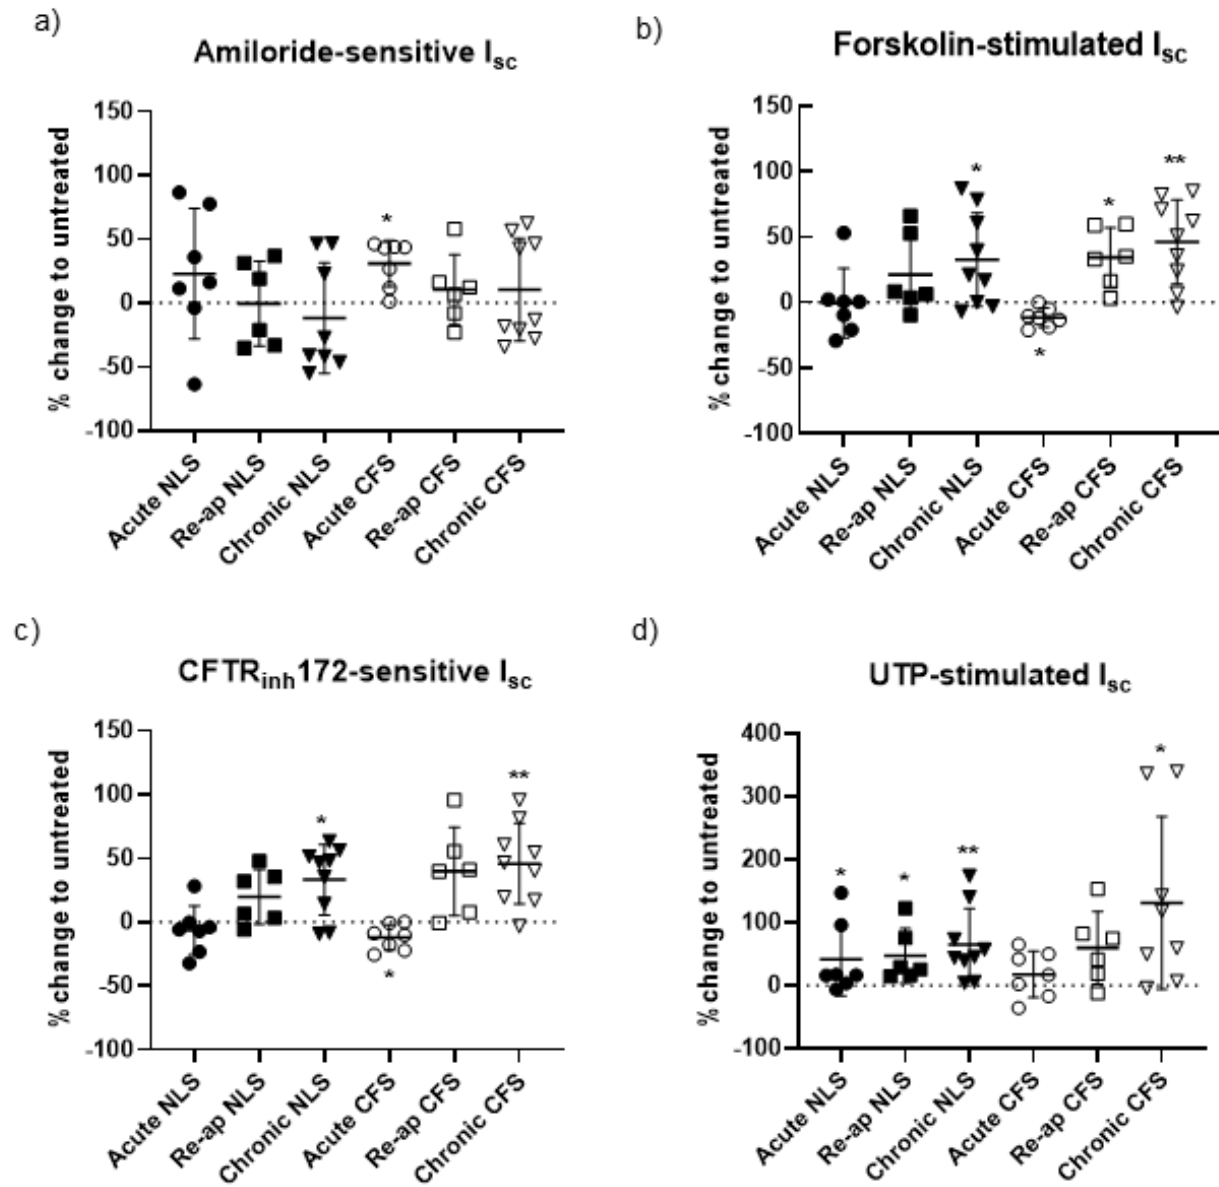 a)
Amiloride-sensitive Isc
% change to untreated
150
100
50
0
-50
-100
*
Acute NLS
Re-ap NLS
Chronic NLS
Acute CFS
Re-ap CFS
Chronic CFS
b)
Forskolin-stimulated Isc
% change to untreated
150
100
50
0
-50
-100
*
*
*
**
Acute NLS
Re-ap NLS
Chronic NLS
Acute CFS
Re-ap CFS
Chronic CFS
c)
CFTRinh172-sensitive Isc
% change to untreated
150
100
50
0
-50
-100
*
*
**
Acute NLS
Re-ap NLS
Chronic NLS
Acute CFS
Re-ap CFS
Chronic CFS
d)
UTP-stimulated Isc
% change to untreated
400
300
200
100
0
-100
*
*
**
*
Acute NLS
Re-ap NLS
Chronic NLS
Acute CFS
Re-ap CFS
Chronic CFS